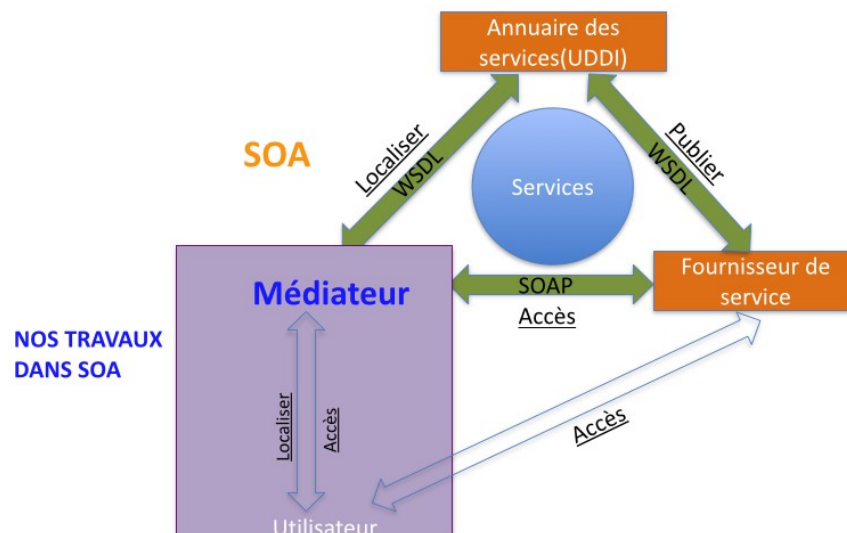 Annuaire des
services(UDDI)
SOA
Localiser
WSDL
Publier
WSDL
Services
Fournisseur de
service
Médiateur
SOAP
Accès
NOS TRAVAUX
DANS SOA
Localiser
Accès
Accès
Utilisateur